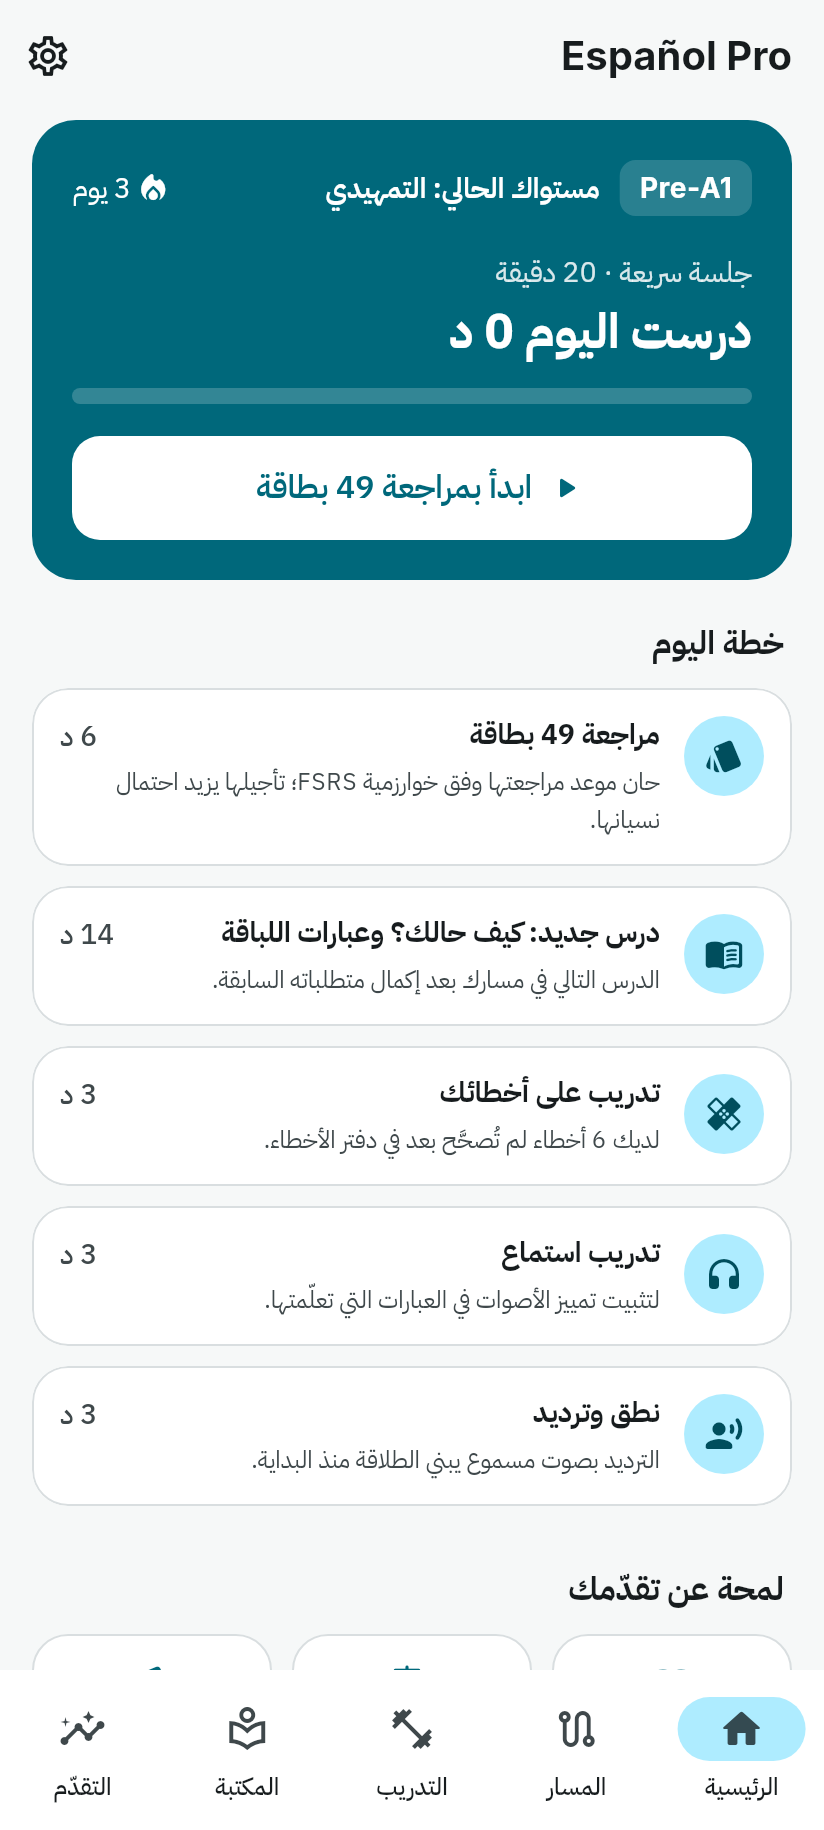 Español Pro
Pre-A1 مستواك الحالي: التمهيدي
3 يوم
جلسة سريعة · 20 دقيقة
درست اليوم 0 د
ابدأ بمراجعة 49 بطاقة
خطة اليوم
مراجعة 49 بطاقة
6 د
حان موعد مراجعتها وفق خوارزمية FSRS؛ تأجيلها يزيد احتمال
نسيانها.
درس جديد: كيف حالك؟ وعبارات اللباقة
14 د
الدرس التالي في مسارك بعد إكمال متطلباته السابقة.
تدريب على أخطائك
3 د
لديك 6 أخطاء لم تُصحَّح بعد في دفتر الأخطاء.
تدريب استماع
3 د
لتثبيت تمييز الأصوات في العبارات التي تعلّمتها.
نطق وترديد
3 د
الترديد بصوت مسموع يبني الطلاقة منذ البداية.
لمحة عن تقدّمك
الرئيسية
المسار
التدريب
المكتبة
التقدّم